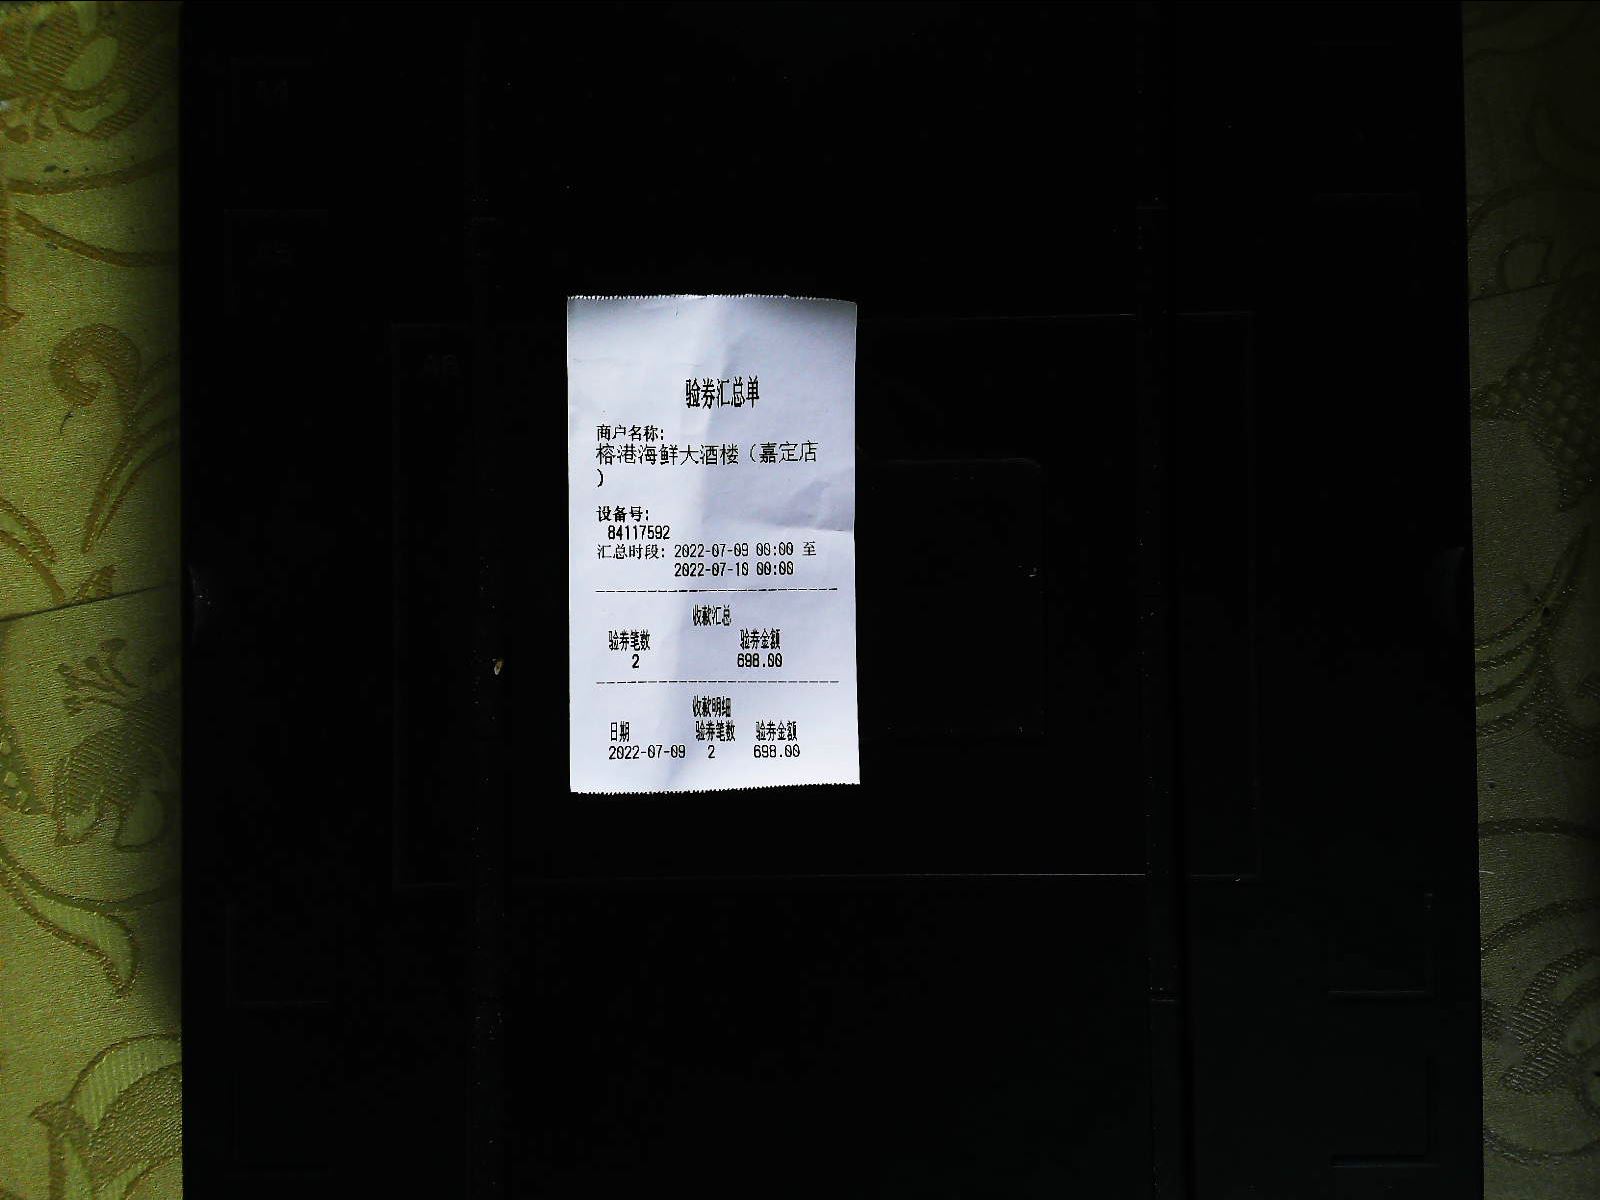 验券汇总单
商户名称:
榕港海鲜大酒楼（嘉定店
）
设备号:
84117592
汇总时段: 2022-07-09 00:00 至
2022-07-10 00:00
收款汇总
验券笔数 验券金额
2 698.00
收款明细
日期 验券笔数 验券金额
2022-07-09 2 698.00